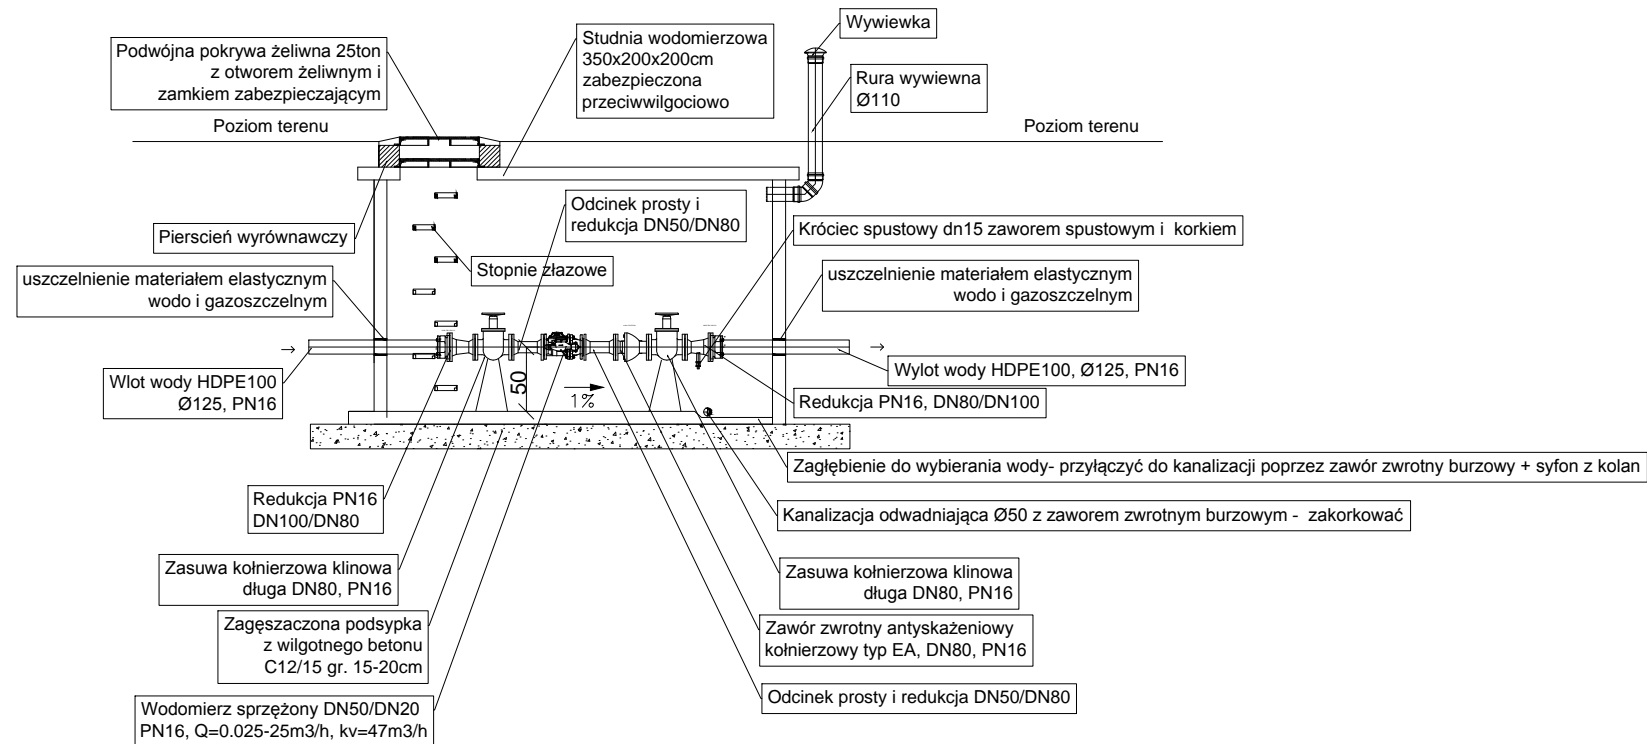 Wywiewka
Podwójna pokrywa żeliwna 25ton
z otworem żeliwnym i
zamkiem zabezpieczającym
Studnia wodomierzowa
350x200x200cm
zabezpieczona
przeciwwilgociowo
Rura wywiewna
Ø110
Poziom terenu
Poziom terenu
Odcinek prosty i
redukcja DN50/DN80
Pierscień wyrównawczy
Króciec spustowy dn15 zaworem spustowym i korkiem
Stopnie złazowe
uszczelnienie materiałem elastycznym
wodo i gazoszczelnym
uszczelnienie materiałem elastycznym
wodo i gazoszczelnym
→
→
Wlot wody HDPE100
Ø125, PN16
50
1%
Wylot wody HDPE100, Ø125, PN16
Redukcja PN16, DN80/DN100
Zagłębienie do wybierania wody- przyłączyć do kanalizacji poprzez zawór zwrotny burzowy + syfon z kolan
Redukcja PN16
DN100/DN80
Kanalizacja odwadniająca Ø50 z zaworem zwrotnym burzowym - zakorkować
Zasuwa kołnierzowa klinowa
długa DN80, PN16
Zasuwa kołnierzowa klinowa
długa DN80, PN16
Zagęszaczona podsypka
z wilgotnego betonu
C12/15 gr. 15-20cm
Zawór zwrotny antyskażeniowy
kołnierzowy typ EA, DN80, PN16
Odcinek prosty i redukcja DN50/DN80
Wodomierz sprzężony DN50/DN20
PN16, Q=0.025-25m3/h, kv=47m3/h